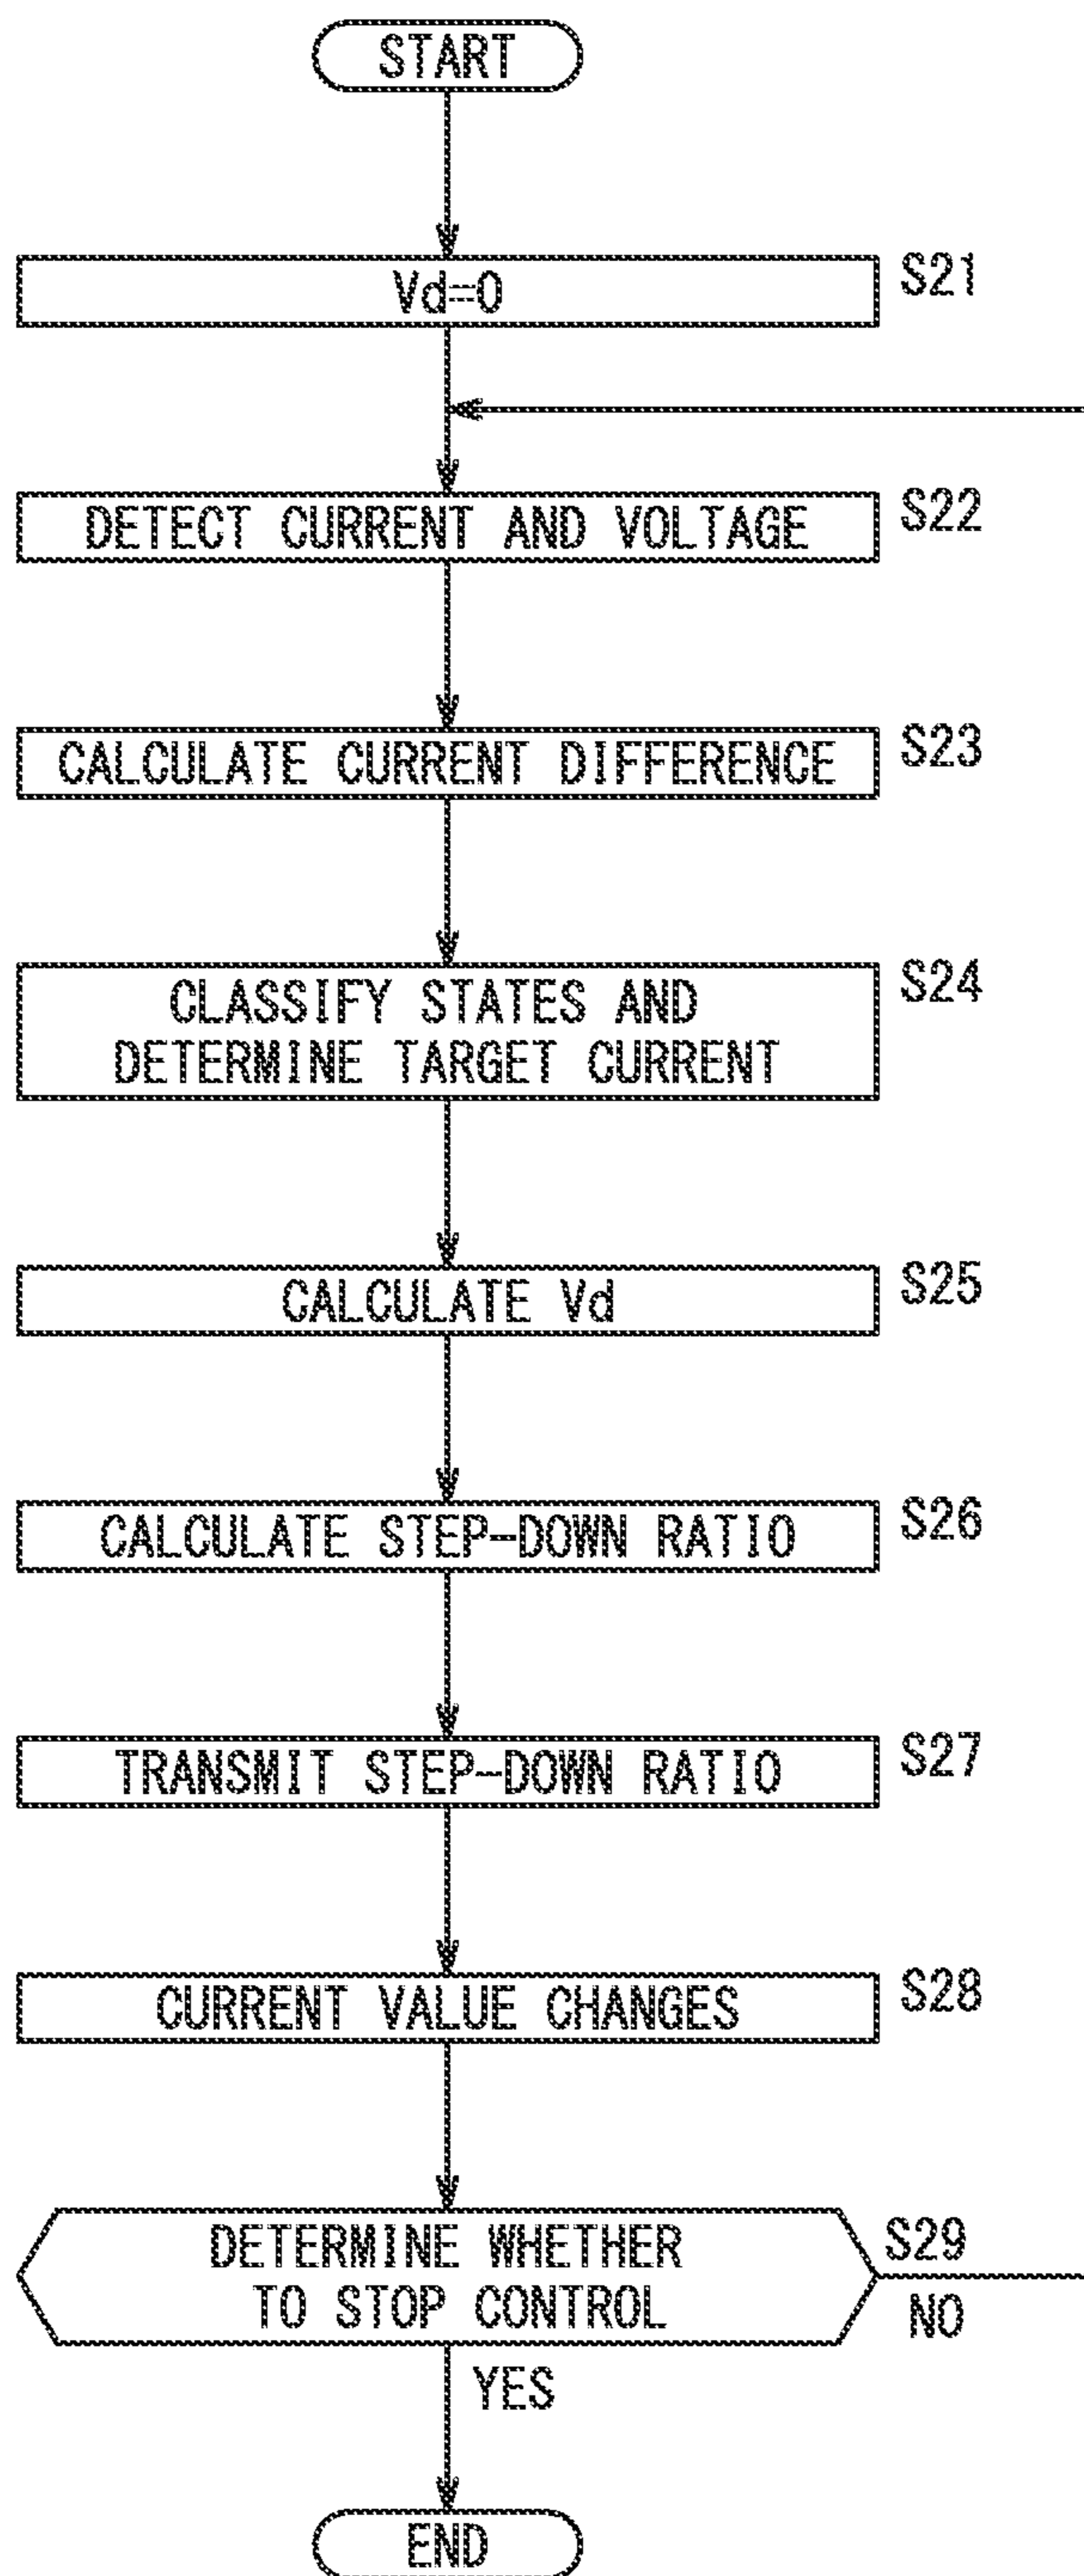 START
Vd=0
S21
DETECT CURRENT AND VOLTAGE
S22
CALCULATE CURRENT DIFFERENCE
S23
CLASSIFY STATES AND
DETERMINE TARGET CURRENT
S24
CALCULATE Vd
S25
CALCULATE STEP-DOWN RATIO
S26
TRANSMIT STEP-DOWN RATIO
S27
CURRENT VALUE CHANGES
S28
DETERMINE WHETHER
TO STOP CONTROL
S29
NO
YES
END